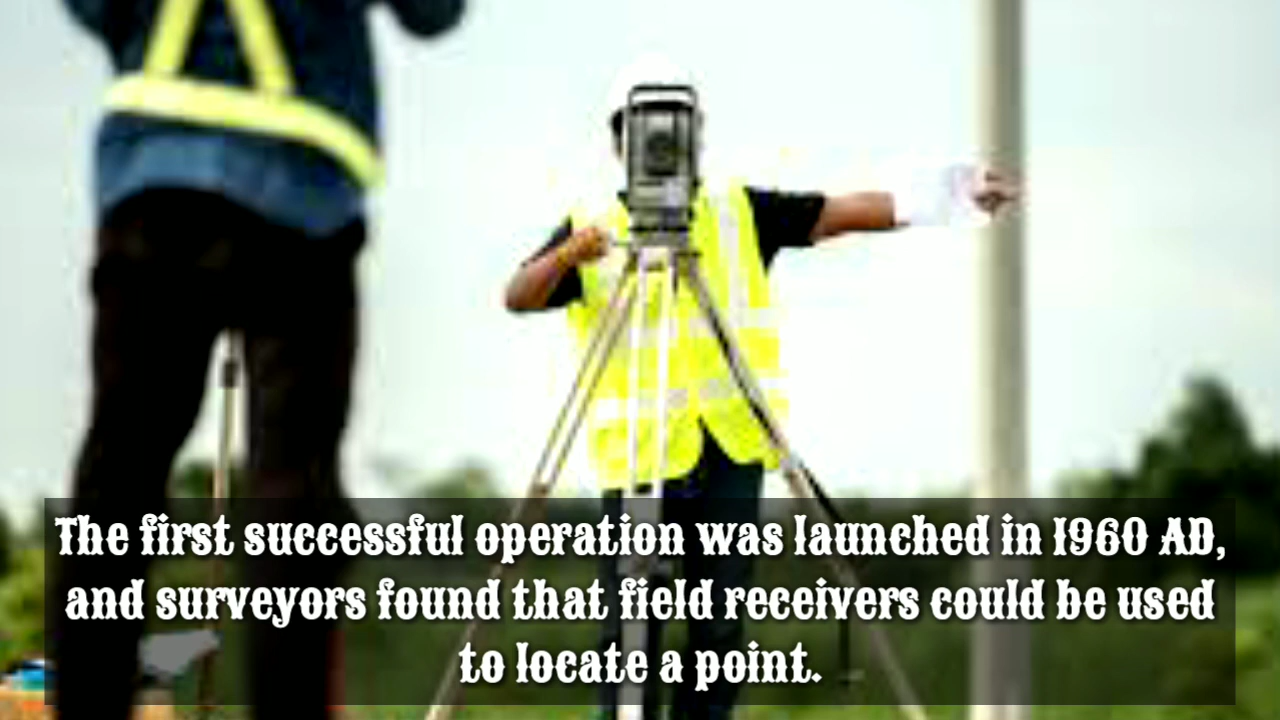 The first successful operation was launched in 1960 AD,
and surveyors found that field receivers could be used
to locate a point.